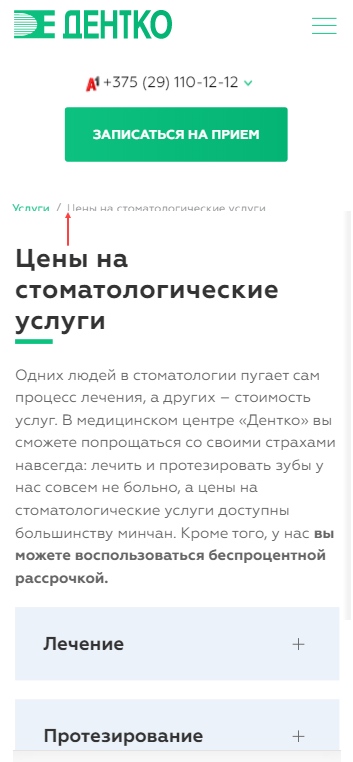 ДЕНТКО
A1 +375 (29) 110-12-12
ЗАПИСАТЬСЯ НА ПРИЕМ
Услуги / Цены на стоматологические услуги
Цены на
стоматологические
услуги
Одних людей в стоматологии пугает сам
процесс лечения, а других – стоимость
услуг. В медицинском центре «Дентко» вы
сможете попрощаться со своими страхами
навсегда: лечить и протезировать зубы у
нас совсем не больно, а цены на
стоматологические услуги доступны
большинству минчан. Кроме того, у нас вы
можете воспользоваться беспроцентной
рассрочкой.
Лечение
Протезирование